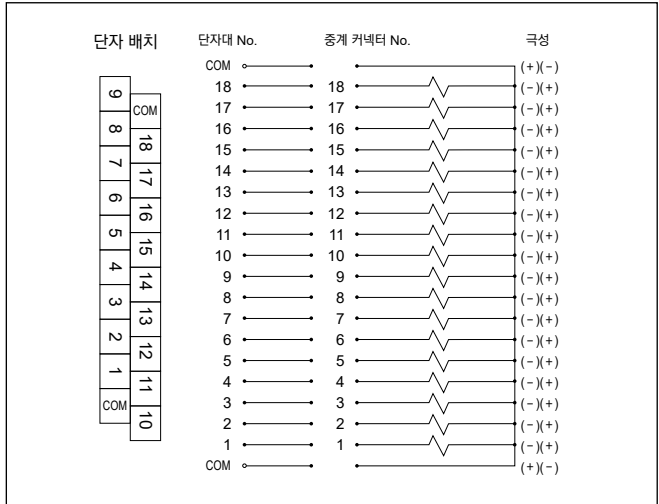 단자 배치 단자대 No. 중계 커넥터 No. 극성
COM (+)(-)
18 18 (-)(+)
17 17 (-)(+)
16 16 (-)(+)
15 15 (-)(+)
14 14 (-)(+)
13 13 (-)(+)
12 12 (-)(+)
11 11 (-)(+)
10 10 (-)(+)
9 9 (-)(+)
8 8 (-)(+)
7 7 (-)(+)
6 6 (-)(+)
5 5 (-)(+)
4 4 (-)(+)
3 3 (-)(+)
2 2 (-)(+)
1 1 (-)(+)
COM (+)(-)
9
8
7
6
5
4
3
2
1
COM
COM
18
17
16
15
14
13
12
11
10